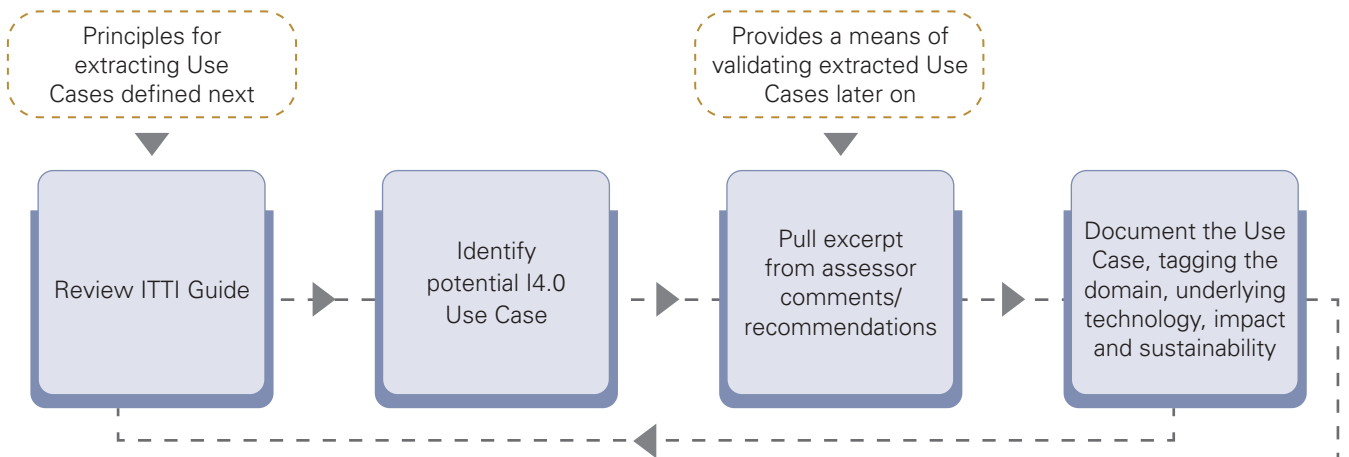 Principles for
extracting Use
Cases defined next
Provides a means of
validating extracted Use
Cases later on
Review ITTI Guide
Identify
potential I4.0
Use Case
Pull excerpt
from assessor
comments/
recommendations
Document the Use
Case, tagging the
domain, underlying
technology, impact
and sustainability